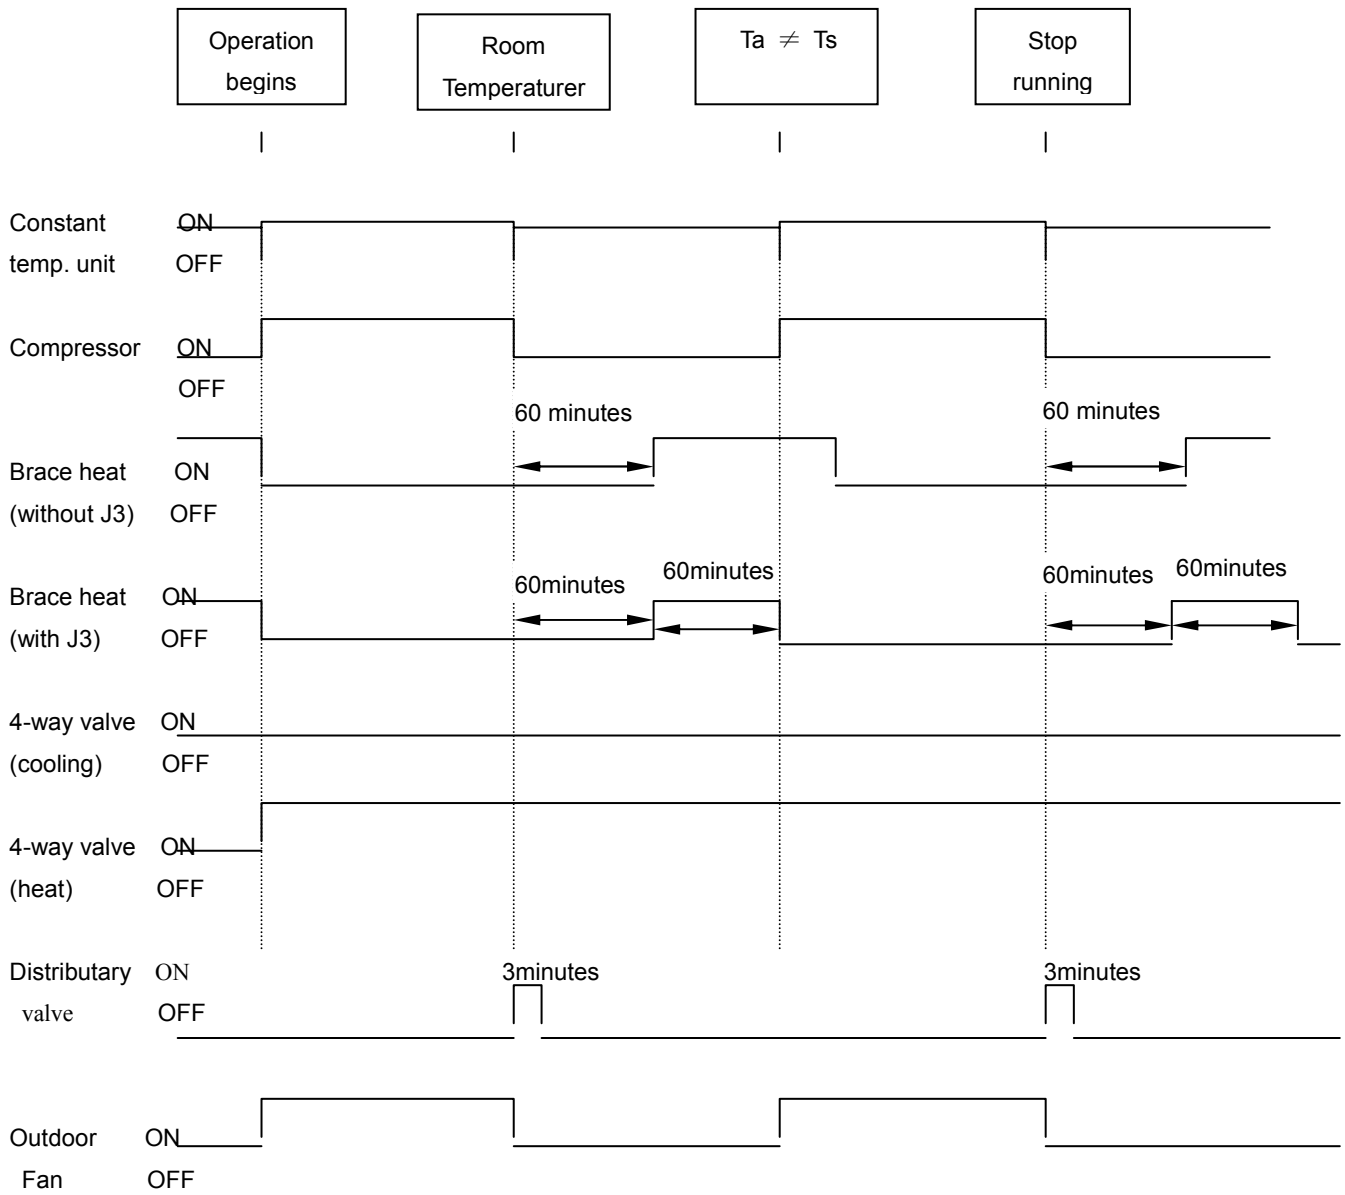 Operation
begins
Room
Temperaturer
Ta ≠ Ts
Stop
running
Constant ON
temp. unit OFF
Compressor ON
OFF
60 minutes 60 minutes
Brace heat ON
(without J3) OFF
60minutes 60minutes 60minutes 60minutes
Brace heat ON
(with J3) OFF
4-way valve ON
(cooling) OFF
4-way valve ON
(heat) OFF
Distributary ON 3minutes 3minutes
valve OFF
Outdoor ON
Fan OFF